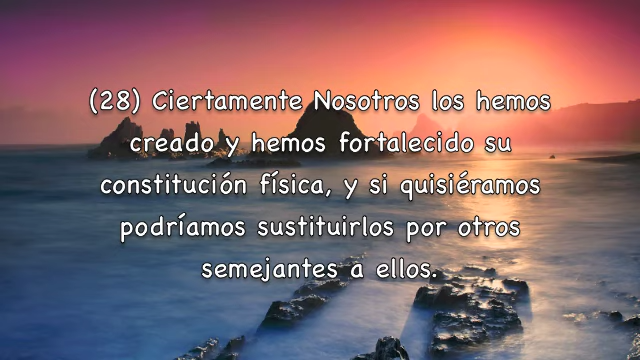 (28) Ciertamente Nosotros los hemos
creado y hemos fortalecido su
constitución física, y si quisiéramos
podríamos sustituirlos por otros
semejantes a ellos.